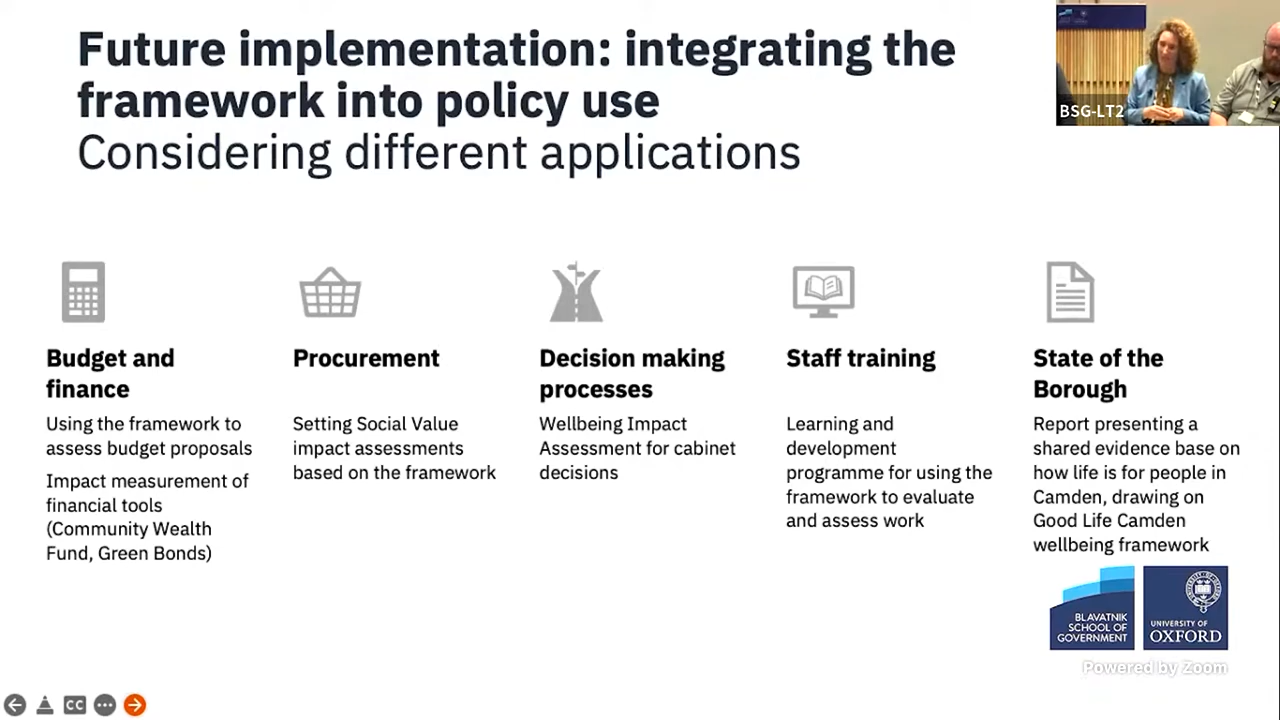 Future implementation: integrating the
framework into policy use
Considering different applications
BSG-LT2
Budget and
finance
Using the framework to
assess budget proposals
Impact measurement of
financial tools
(Community Wealth
Fund, Green Bonds)
Procurement
Setting Social Value
impact assessments
based on the framework
Decision making
processes
Wellbeing Impact
Assessment for cabinet
decisions
Staff training
Learning and
development
programme for using the
framework to evaluate
and assess work
State of the
Borough
Report presenting a
shared evidence base on
how life is for people in
Camden, drawing on
Good Life Camden
wellbeing framework
BLAVATNIK
SCHOOL OF
GOVERNMENT
UNIVERSITY OF
OXFORD
Powered by Zoom
CC